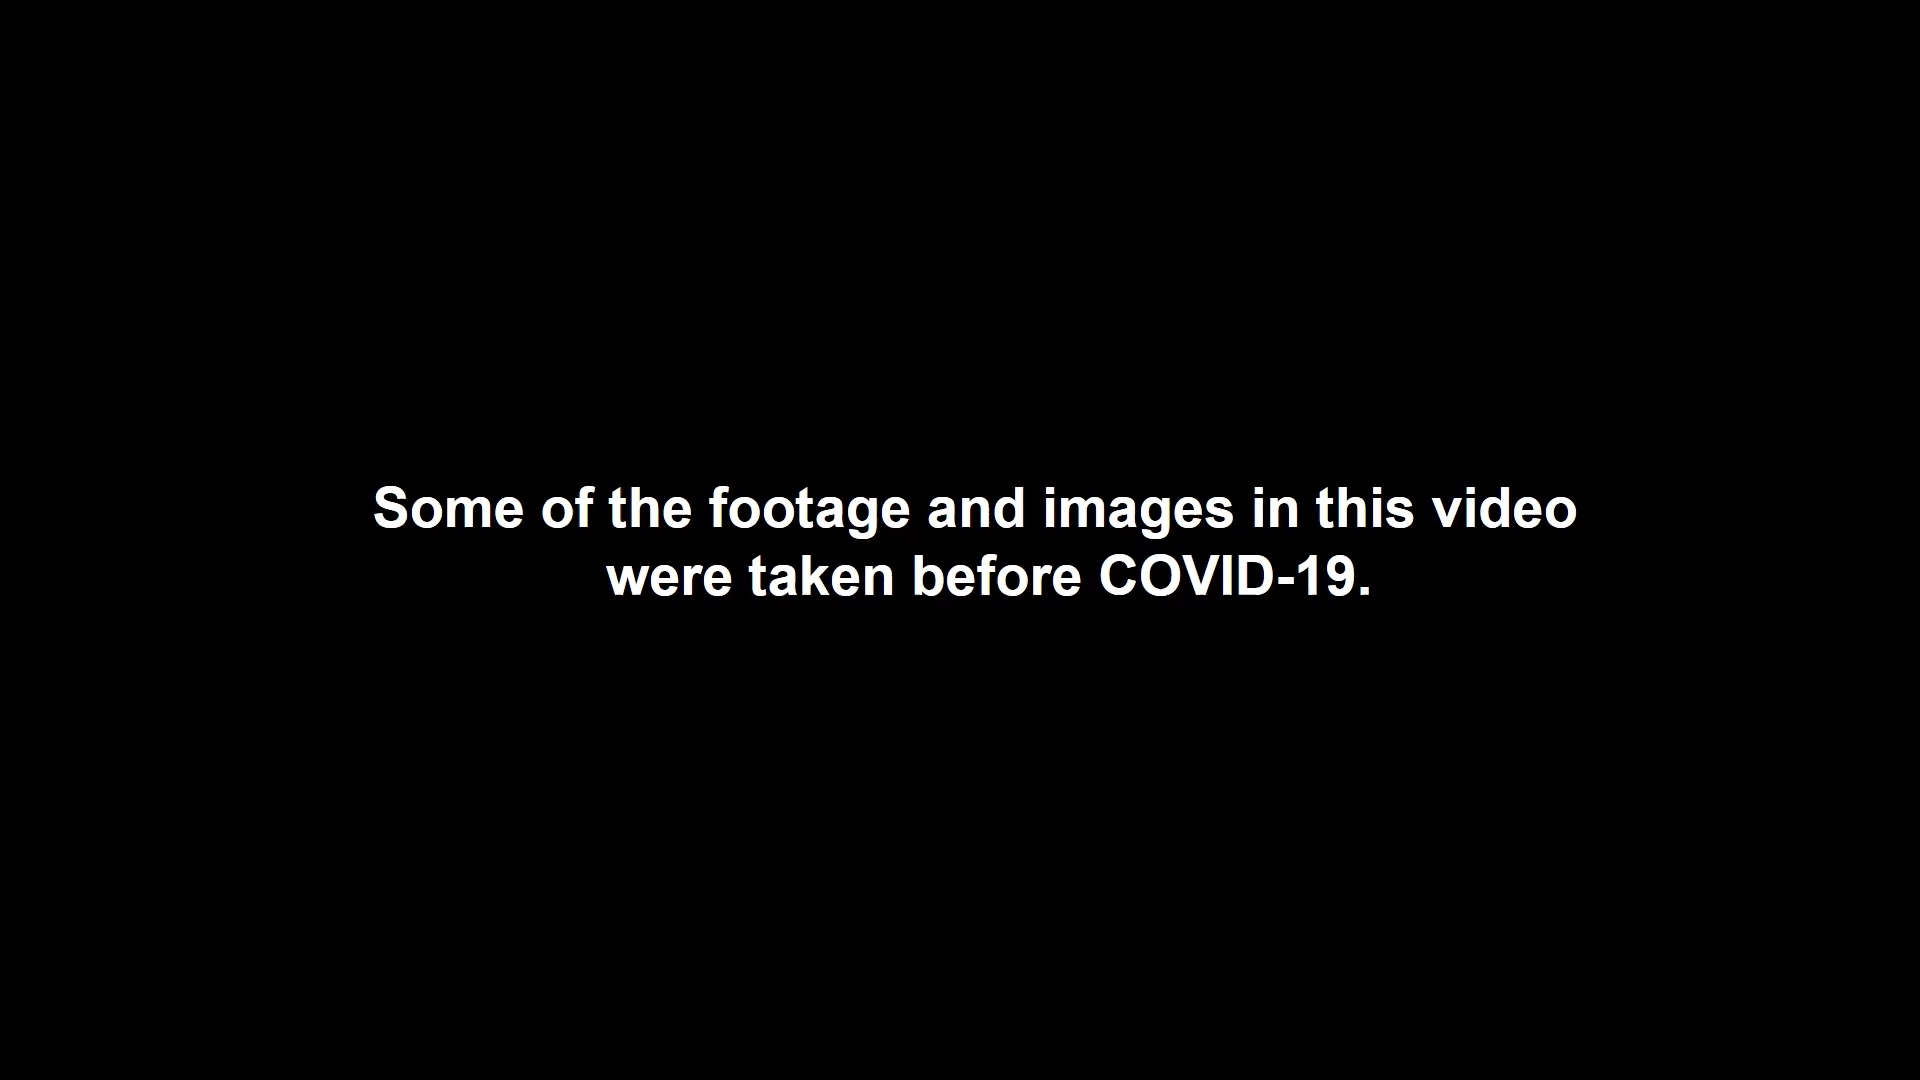 Some of the footage and images in this video
were taken before COVID-19.